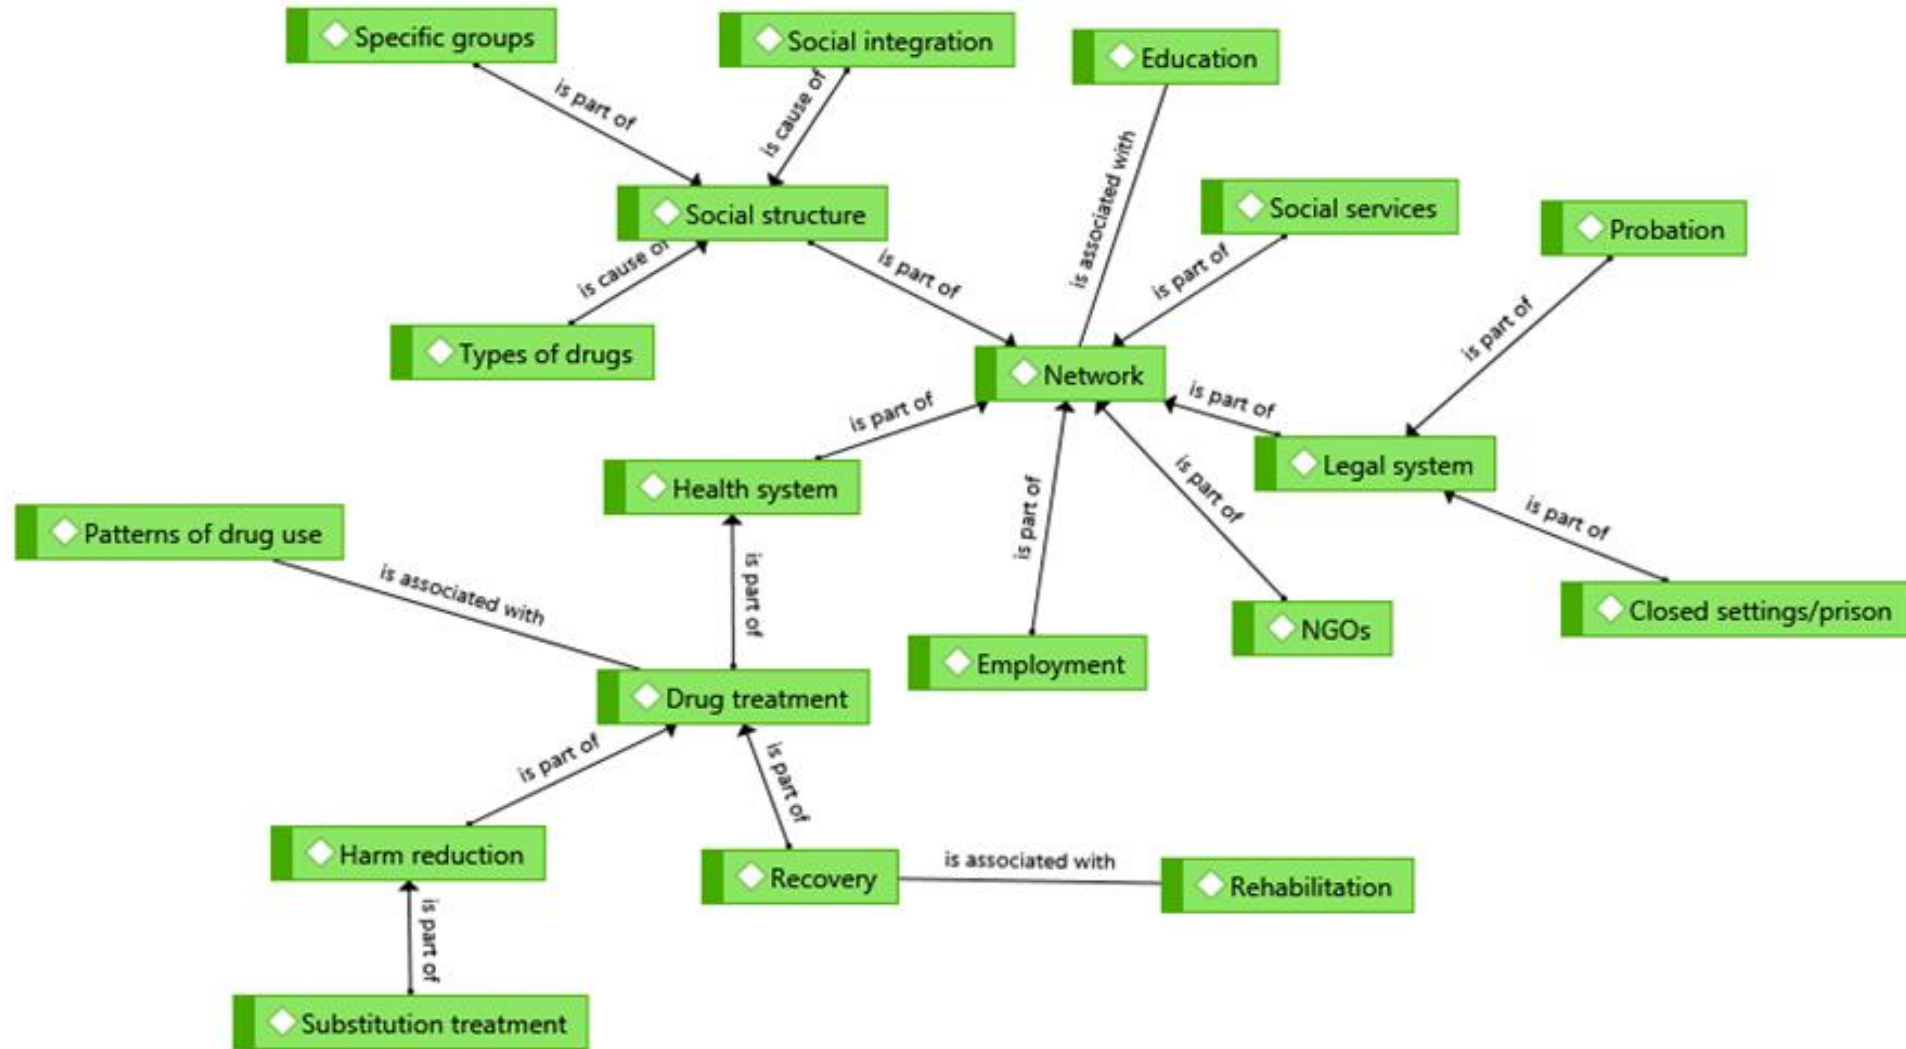 Specific groups
Social integration
Education
is part of
is cause of
is associated with
Social structure
Social services
Probation
is cause of
is part of
is part of
is part of
Types of drugs
Network
is part of
is part of
Legal system
Health system
is part of
is part of
is part of
Patterns of drug use
is associated with
is part of
Closed settings/prison
NGOs
Employment
Drug treatment
is part of
is part of
Harm reduction
Recovery
is associated with
Rehabilitation
is part of
Substitution treatment